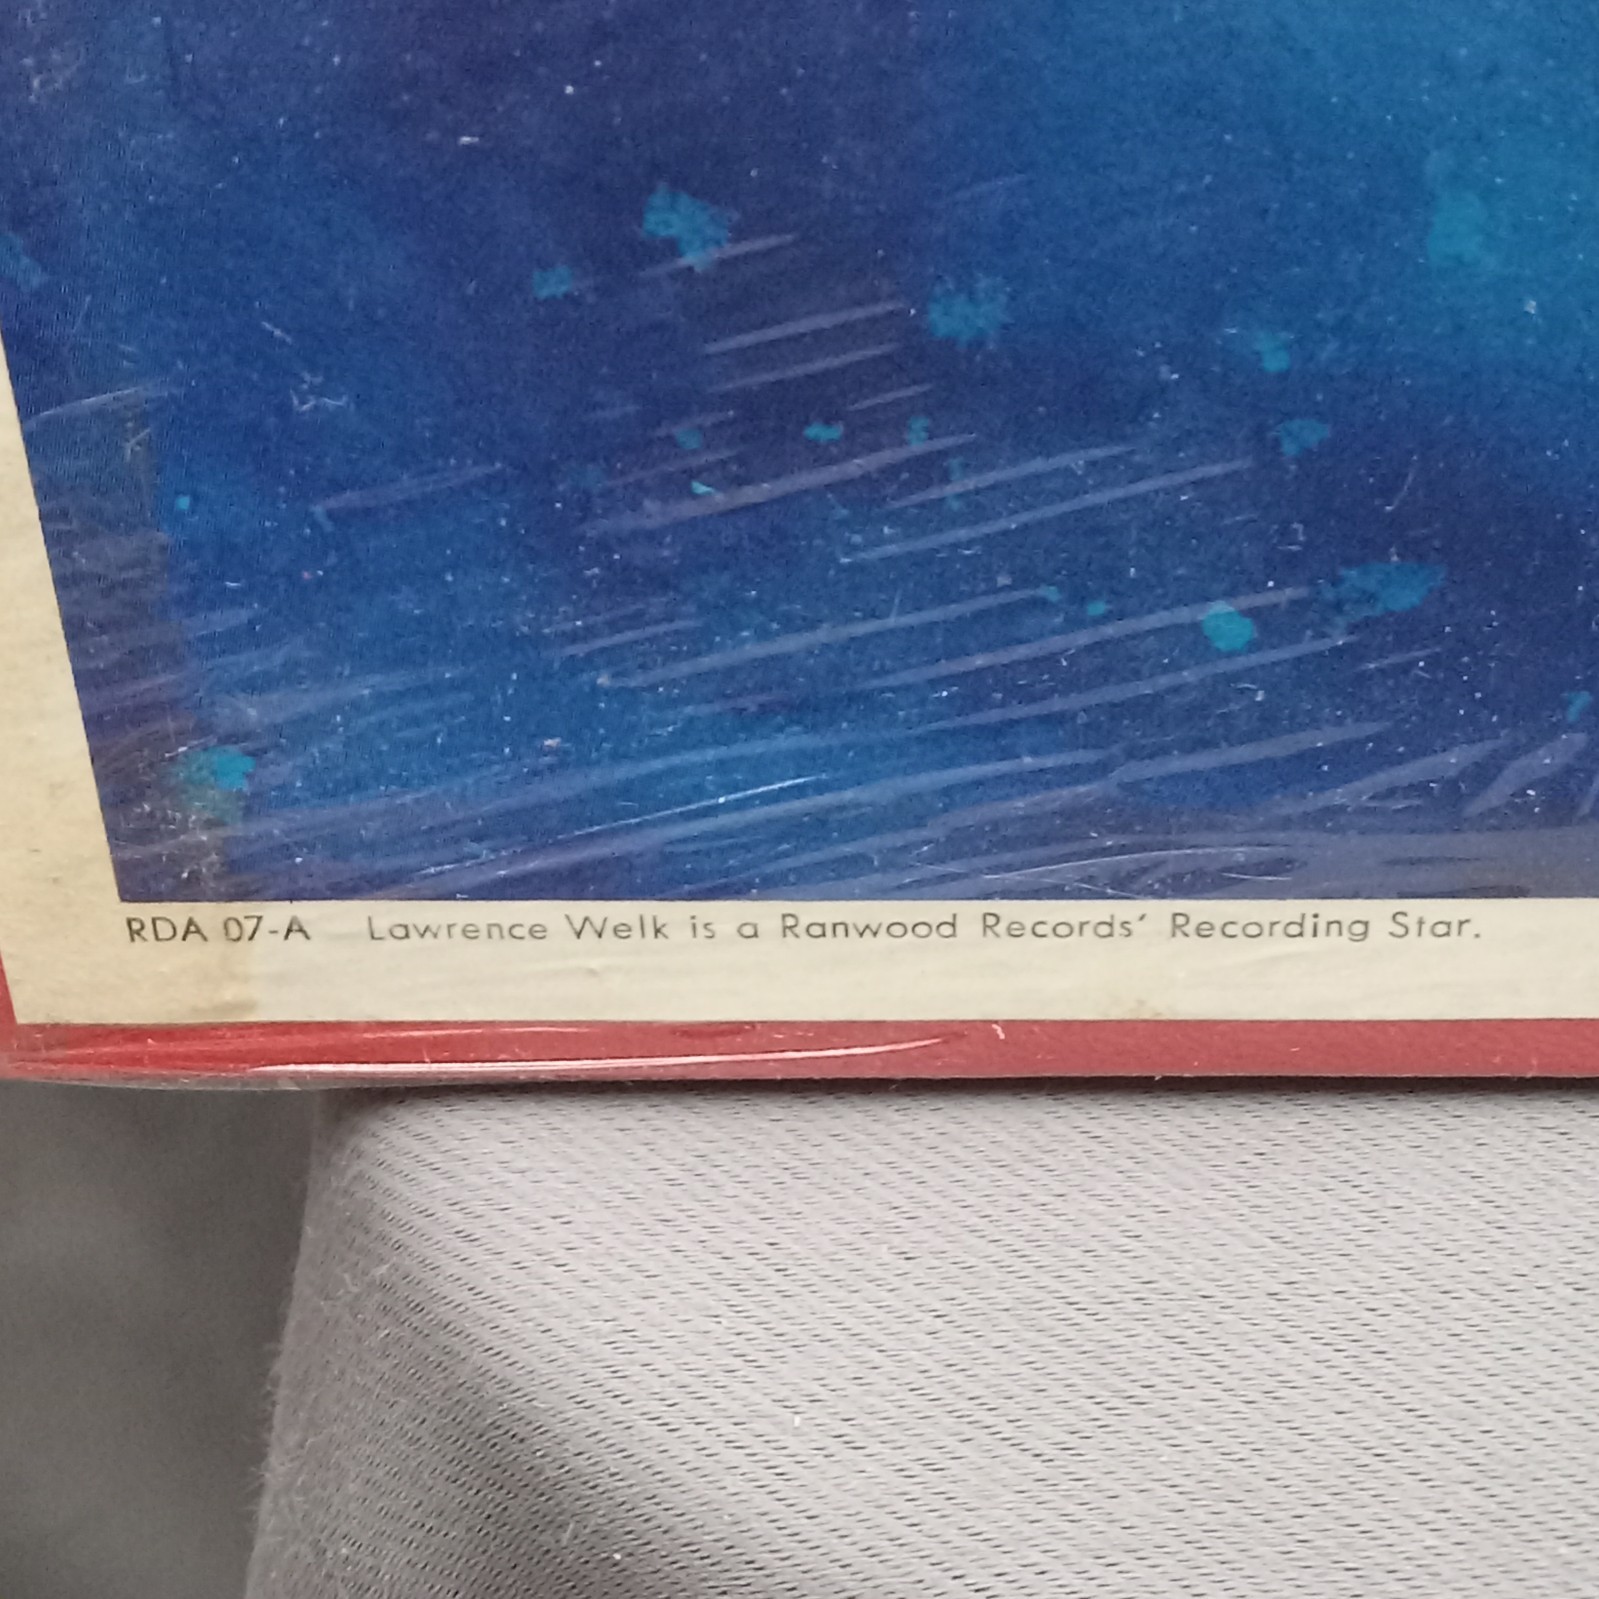 RDA 07-A Lawrence Welk is a Ranwood Records' Recording Star.